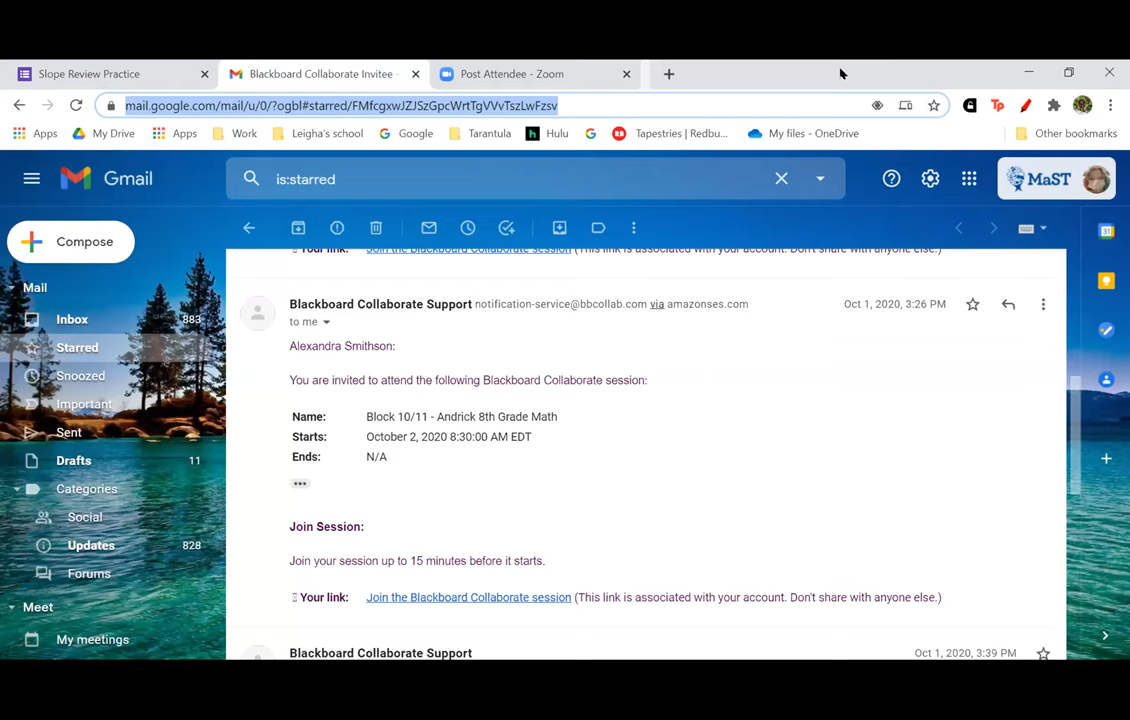 Slope Review Practice
Blackboard Collaborate Invitee -
Post Attendee - Zoom
mail.google.com/mail/u/0/?ogbl#starred/FMfcgxwJZJSzGpcWrtTgVVvTszLwFzsv
Apps
My Drive
Apps
Work
Leigha's school
Google
Tarantula
Hulu
Tapestries | Redbu...
My files - OneDrive
Other bookmarks
Gmail
is:starred
MaST
Compose
Mail
Inbox 883
Starred
Snoozed
Important
Sent
Drafts 11
Categories
Social
Updates 828
Forums
Meet
My meetings
Your link: Join the Blackboard Collaborate session (This link is associated with your account. Don't share with anyone else.)
Blackboard Collaborate Support notification-service@bbcollab.com via amazonses.com Oct 1, 2020, 3:26 PM
to me
Alexandra Smithson:
You are invited to attend the following Blackboard Collaborate session:
Name: Block 10/11 - Andrick 8th Grade Math
Starts: October 2, 2020 8:30:00 AM EDT
Ends: N/A
Join Session:
Join your session up to 15 minutes before it starts.
Your link: Join the Blackboard Collaborate session (This link is associated with your account. Don't share with anyone else.)
Blackboard Collaborate Support Oct 1, 2020, 3:39 PM